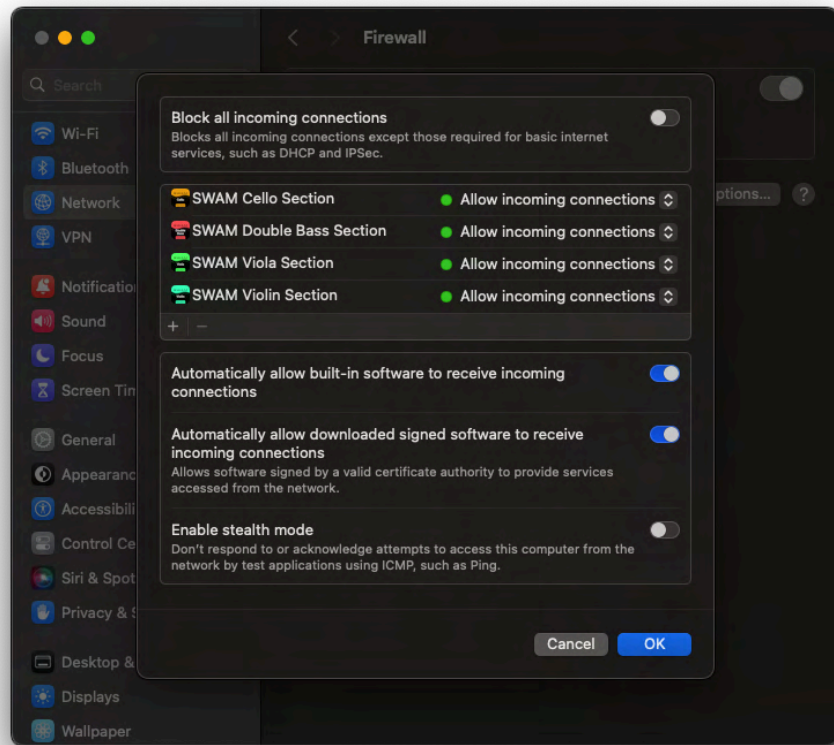 Firewall
Search
Wi-Fi
Bluetooth
Network
VPN
Notification
Sound
Focus
Screen Tim
General
Appearanc
Accessibili
Control Ce
Siri & Spot
Privacy & S
Desktop &
Displays
Wallpaper
ptions...
?
Block all incoming connections
Blocks all incoming connections except those required for basic internet
services, such as DHCP and IPSec.
SWAM Cello Section Allow incoming connections
SWAM Double Bass Section Allow incoming connections
SWAM Viola Section Allow incoming connections
SWAM Violin Section Allow incoming connections
+ −
Automatically allow built-in software to receive incoming
connections
Automatically allow downloaded signed software to receive
incoming connections
Allows software signed by a valid certificate authority to provide services
accessed from the network.
Enable stealth mode
Don't respond to or acknowledge attempts to access this computer from the
network by test applications using ICMP, such as Ping.
Cancel OK